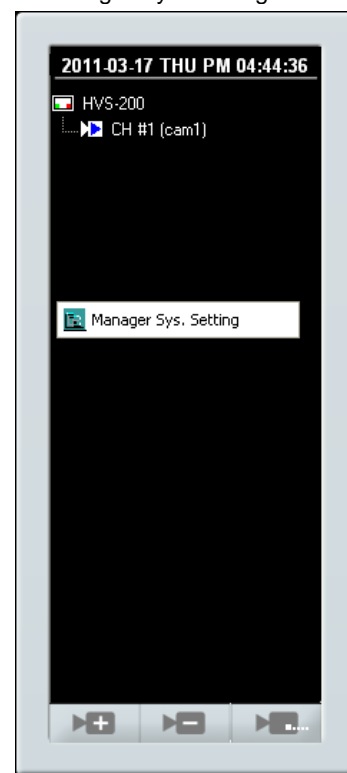 2011-03-17 THU PM 04:44:36
HVS-200
CH #1 (cam1)
Manager Sys. Setting